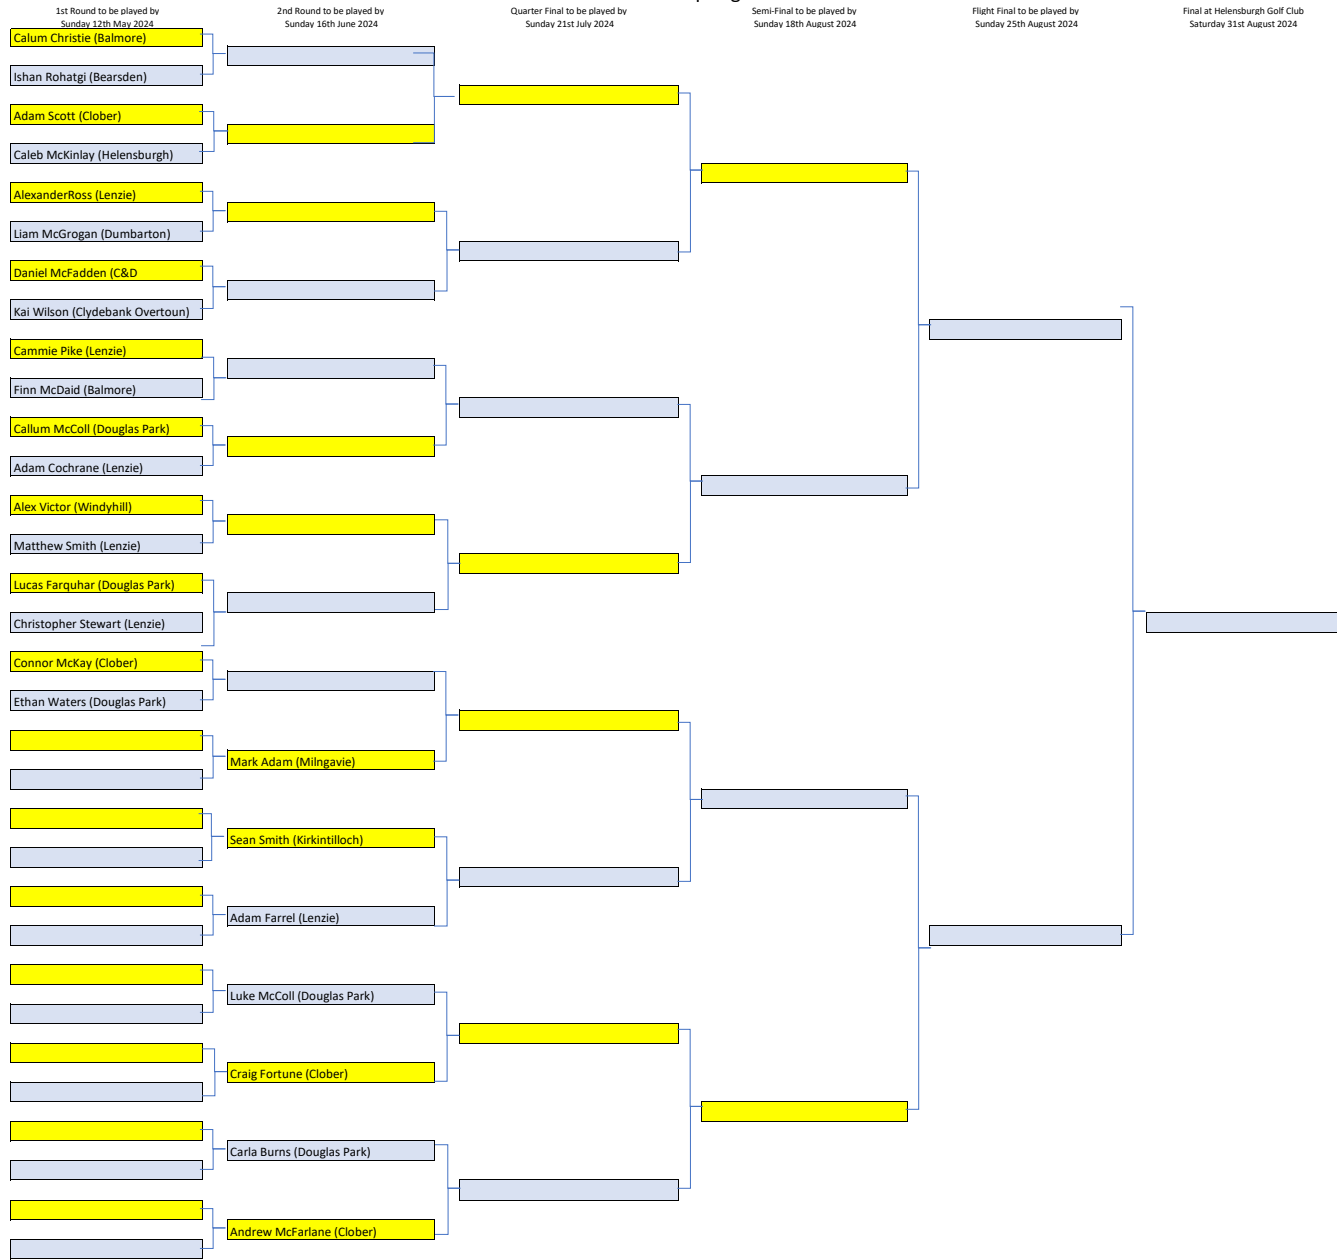 1st Round to be played by
Sunday 12th May 2024
2nd Round to be played by
Sunday 16th June 2024
Quarter Final to be played by
Sunday 21st July 2024
Semi-Final to be played by
Sunday 18th August 2024
Flight Final to be played by
Sunday 25th August 2024
Final at Helensburgh Golf Club
Saturday 31st August 2024
Calum Christie (Balmore)
Ishan Rohatgi (Bearsden)
Adam Scott (Clober)
Caleb McKinlay (Helensburgh)
AlexanderRoss (Lenzie)
Liam McGrogan (Dumbarton)
Daniel McFadden (C&D
Kai Wilson (Clydebank Overtoun)
Cammie Pike (Lenzie)
Finn McDaid (Balmore)
Callum McColl (Douglas Park)
Adam Cochrane (Lenzie)
Alex Victor (Windyhill)
Matthew Smith (Lenzie)
Lucas Farquhar (Douglas Park)
Christopher Stewart (Lenzie)
Connor McKay (Clober)
Ethan Waters (Douglas Park)
Mark Adam (Milngavie)
Sean Smith (Kirkintilloch)
Adam Farrel (Lenzie)
Luke McColl (Douglas Park)
Craig Fortune (Clober)
Carla Burns (Douglas Park)
Andrew McFarlane (Clober)